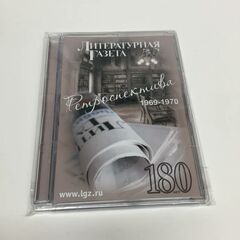 ЛИТЕРАТУРНАЯ
ГАЗЕТА
Ретроспектива
1969-1970
180
www.lgz.ru